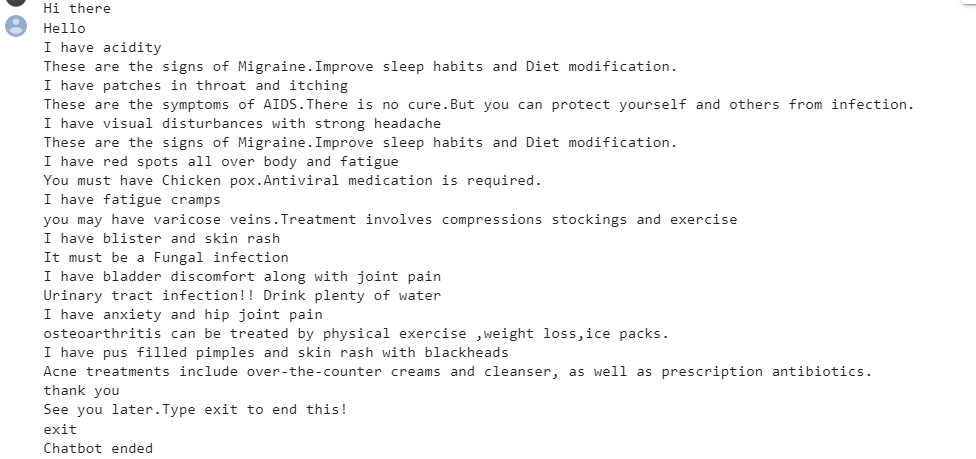 Hi there
Hello
I have acidity
These are the signs of Migraine.Improve sleep habits and Diet modification.
I have patches in throat and itching
These are the symptoms of AIDS.There is no cure.But you can protect yourself and others from infection.
I have visual disturbances with strong headache
These are the signs of Migraine.Improve sleep habits and Diet modification.
I have red spots all over body and fatigue
You must have Chicken pox.Antiviral medication is required.
I have fatigue cramps
you may have varicose veins.Treatment involves compressions stockings and exercise
I have blister and skin rash
It must be a Fungal infection
I have bladder discomfort along with joint pain
Urinary tract infection!! Drink plenty of water
I have anxiety and hip joint pain
osteoarthritis can be treated by physical exercise ,weight loss,ice packs.
I have pus filled pimples and skin rash with blackheads
Acne treatments include over-the-counter creams and cleanser, as well as prescription antibiotics.
thank you
See you later.Type exit to end this!
exit
Chatbot ended